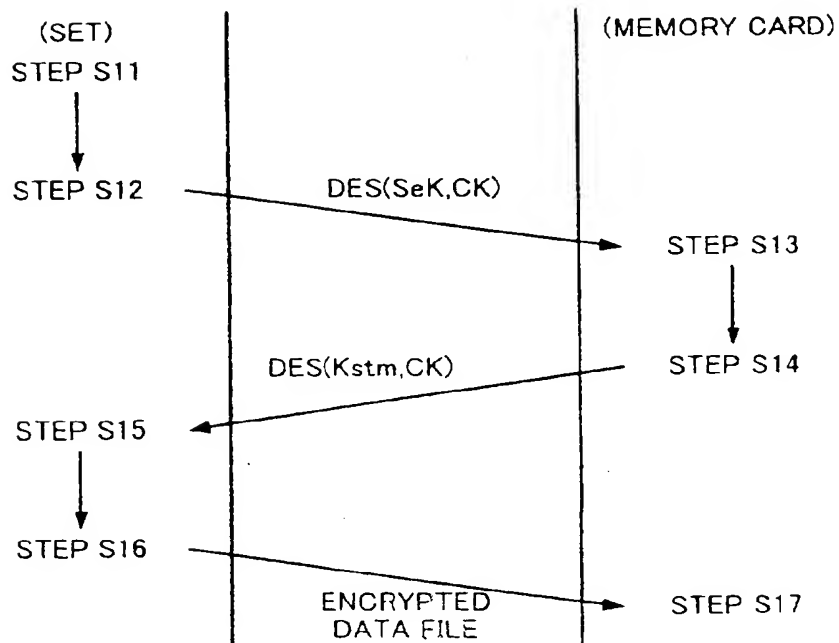 (SET)
(MEMORY CARD)
STEP S11
STEP S12
DES(SeK,CK)
STEP S13
DES(Kstm,CK)
STEP S14
STEP S15
STEP S16
ENCRYPTED
DATA FILE
STEP S17